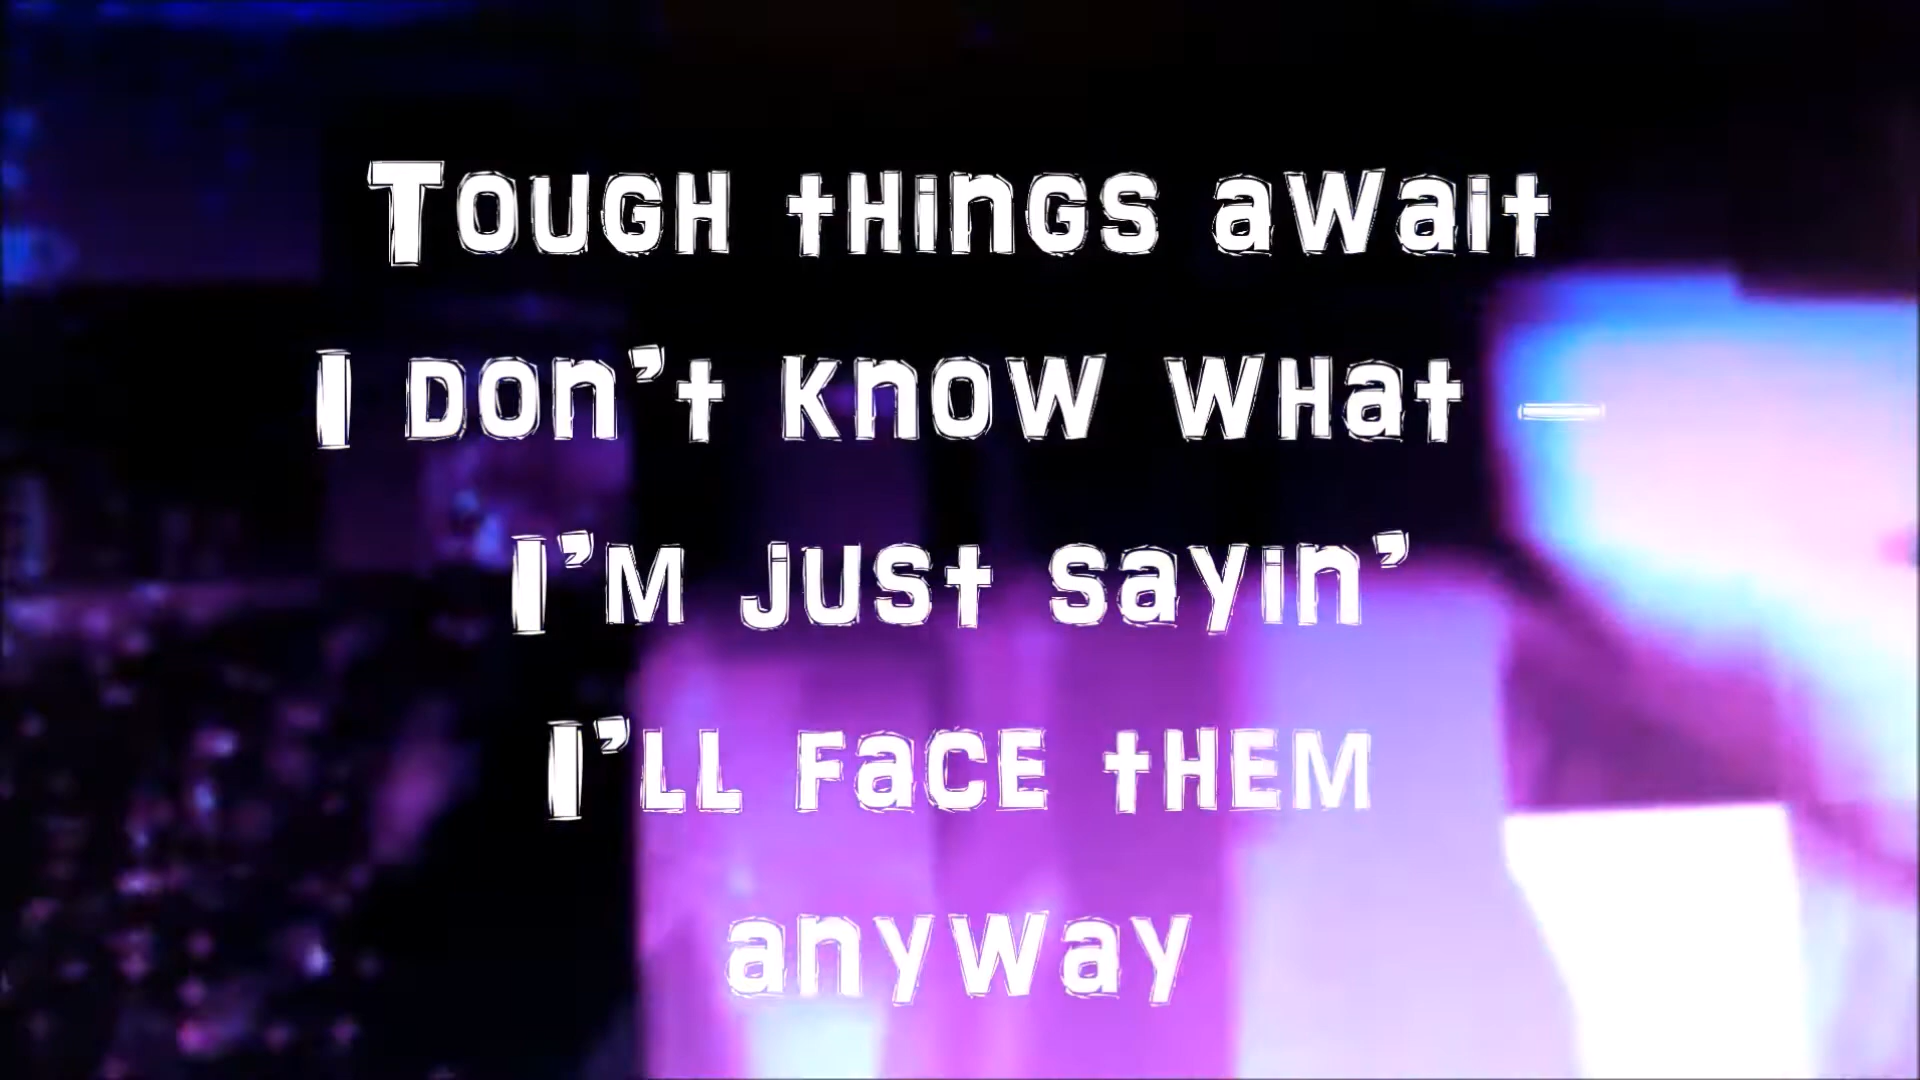 Tough things await
I don’t know what –
I’m just sayin’
I’ll face them
anyway